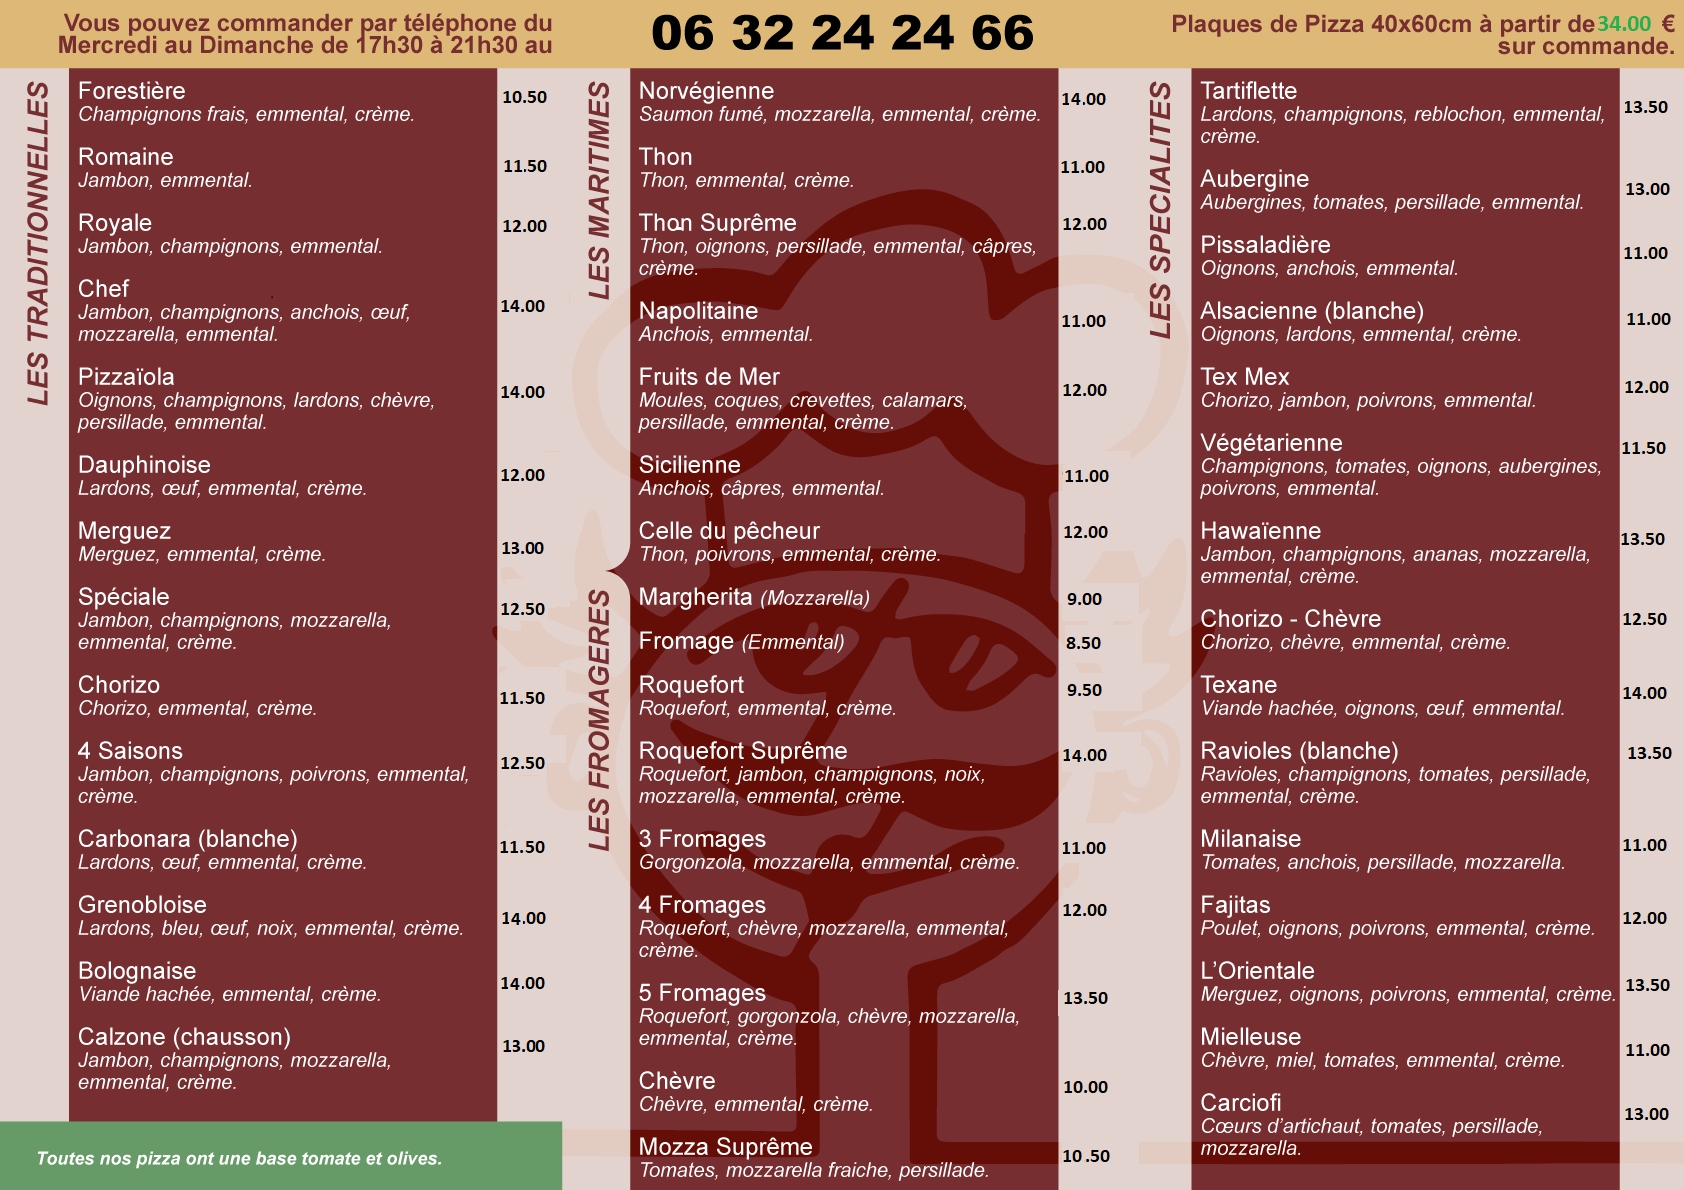 Vous pouvez commander par téléphone du
Mercredi au Dimanche de 17h30 à 21h30 au
06 32 24 24 66
Plaques de Pizza 40x60cm à partir de 34.00 €
sur commande.
LES TRADITIONNELLES
Forestière 10.50
Champignons frais, emmental, crème.
Romaine 11.50
Jambon, emmental.
Royale 12.00
Jambon, champignons, emmental.
Chef
Jambon, champignons, anchois, œuf, 14.00
mozzarella, emmental.
Pizzaïola
Oignons, champignons, lardons, chèvre, 14.00
persillade, emmental.
Dauphinoise 12.00
Lardons, œuf, emmental, crème.
Merguez
Merguez, emmental, crème. 13.00
Spéciale 12.50
Jambon, champignons, mozzarella,
emmental, crème.
Chorizo 11.50
Chorizo, emmental, crème.
4 Saisons 12.50
Jambon, champignons, poivrons, emmental,
crème.
Carbonara (blanche) 11.50
Lardons, œuf, emmental, crème.
Grenobloise 14.00
Lardons, bleu, œuf, noix, emmental, crème.
Bolognaise 14.00
Viande hachée, emmental, crème.
Calzone (chausson) 13.00
Jambon, champignons, mozzarella,
emmental, crème.
Toutes nos pizza ont une base tomate et olives.
LES MARITIMES
Norvégienne 14.00
Saumon fumé, mozzarella, emmental, crème.
Thon 11.00
Thon, emmental, crème.
Thon Suprême 12.00
Thon, oignons, persillade, emmental, câpres,
crème.
Napolitaine 11.00
Anchois, emmental.
Fruits de Mer 12.00
Moules, coques, crevettes, calamars,
persillade, emmental, crème.
Sicilienne 11.00
Anchois, câpres, emmental.
Celle du pêcheur 12.00
Thon, poivrons, emmental, crème.
LES FROMAGERES
Margherita (Mozzarella) 9.00
Fromage (Emmental) 8.50
Roquefort 9.50
Roquefort, emmental, crème.
Roquefort Suprême 14.00
Roquefort, jambon, champignons, noix,
mozzarella, emmental, crème.
3 Fromages 11.00
Gorgonzola, mozzarella, emmental, crème.
4 Fromages 12.00
Roquefort, chèvre, mozzarella, emmental,
crème.
5 Fromages 13.50
Roquefort, gorgonzola, chèvre, mozzarella,
emmental, crème.
Chèvre 10.00
Chèvre, emmental, crème.
Mozza Suprême 10.50
Tomates, mozzarella fraiche, persillade.
LES SPECIALITES
Tartiflette 13.50
Lardons, champignons, reblochon, emmental,
crème.
Aubergine 13.00
Aubergines, tomates, persillade, emmental.
Pissaladière 11.00
Oignons, anchois, emmental.
Alsacienne (blanche) 11.00
Oignons, lardons, emmental, crème.
Tex Mex 12.00
Chorizo, jambon, poivrons, emmental.
Végétarienne 11.50
Champignons, tomates, oignons, aubergines,
poivrons, emmental.
Hawaïenne 13.50
Jambon, champignons, ananas, mozzarella,
emmental, crème.
Chorizo - Chèvre 12.50
Chorizo, chèvre, emmental, crème.
Texane 14.00
Viande hachée, oignons, œuf, emmental.
Ravioles (blanche) 13.50
Ravioles, champignons, tomates, persillade,
emmental, crème.
Milanaise 11.00
Tomates, anchois, persillade, mozzarella.
Fajitas 12.00
Poulet, oignons, poivrons, emmental, crème.
L'Orientale 13.50
Merguez, oignons, poivrons, emmental, crème.
Mielleuse 11.00
Chèvre, miel, tomates, emmental, crème.
Carciofi 13.00
Cœurs d'artichaut, tomates, persillade,
mozzarella.